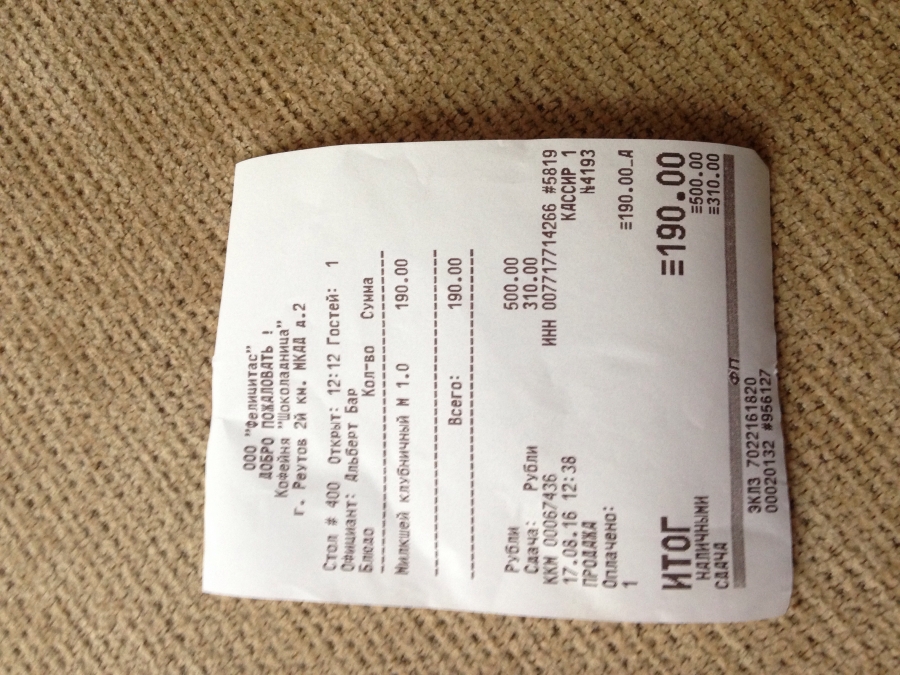 ООО "Фелицитас"
ДОБРО ПОЖАЛОВАТЬ !
Кофейня "Шоколадница"
г. Реутов 2й км. МКАД д.2
Стол # 400 Открыт: 12:12 Гостей: 1
Официант: Альберт Бар
Блюдо Кол-во Сумма
Милкшей клубничный М 1.0 190.00
Всего: 190.00
Рубли 500.00
Сдача: Рубли 310.00
ККМ 00067436 ИНН 007717714266 #5819
17.08.16 12:38 КАССИР 1
ПРОДАЖА №4193
Оплачено:
1 ≡190.00_А
ИТОГ ≡190.00
НАЛИЧНЫМИ ≡500.00
СДАЧА ≡310.00
ФП
ЭКЛЗ 7022161820
00020132 #956127